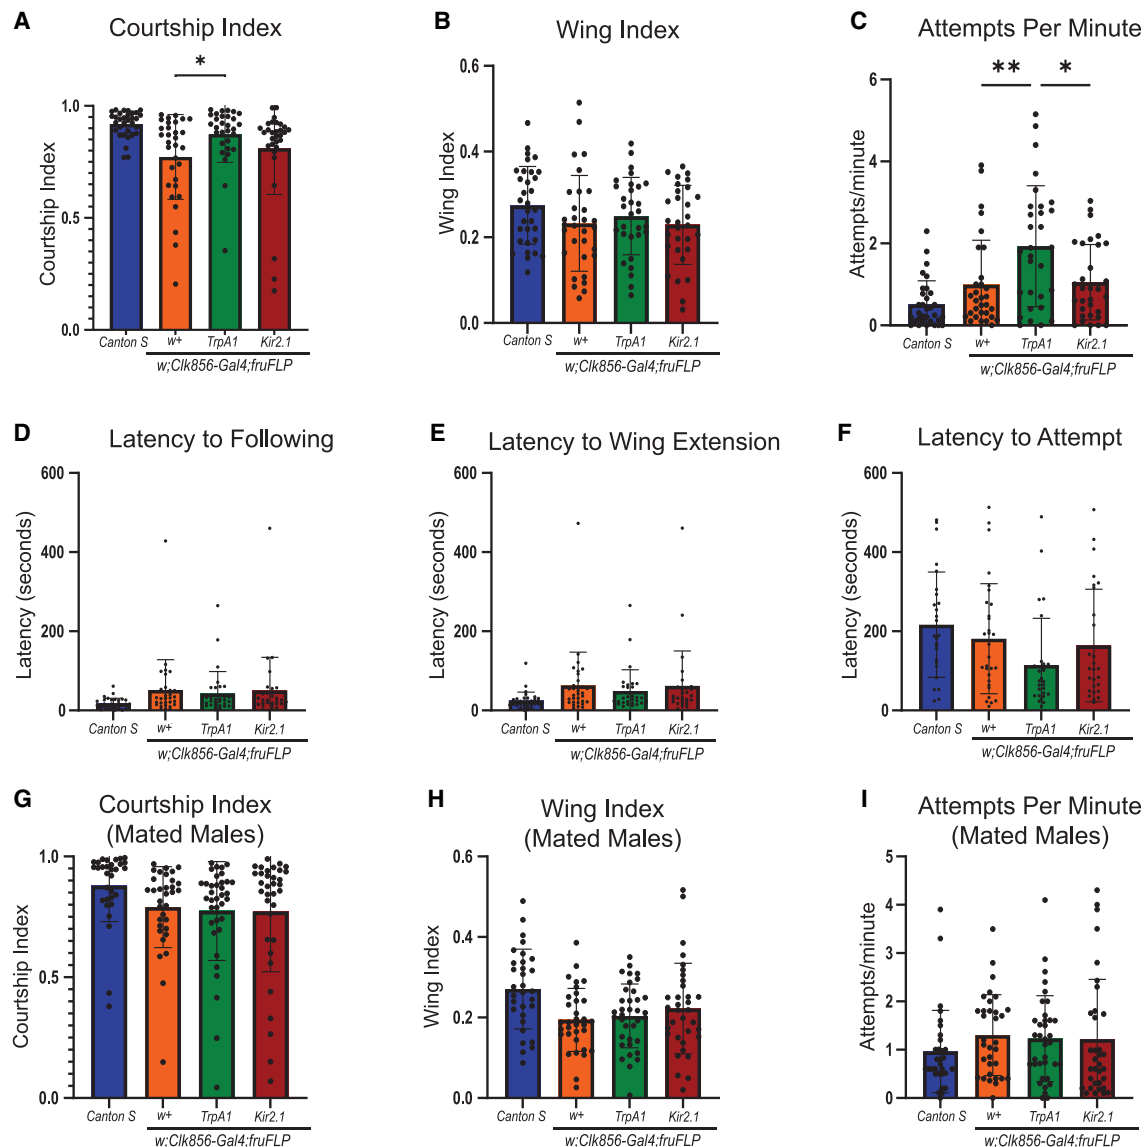 A
Courtship Index
*
Courtship Index
1.0
0.5
0.0
Canton S
w+
TrpA1
Kir2.1
w;Clk856-Gal4;fruFLP
B
Wing Index
Wing Index
0.6
0.4
0.2
0.0
Canton S
w+
TrpA1
Kir2.1
w;Clk856-Gal4;fruFLP
C
Attempts Per Minute
**
*
Attempts/minute
6
4
2
0
Canton S
w+
TrpA1
Kir2.1
w;Clk856-Gal4;fruFLP
D
Latency to Following
Latency (seconds)
600
400
200
0
Canton S
w+
TrpA1
Kir2.1
w;Clk856-Gal4;fruFLP
E
Latency to Wing Extension
Latency (seconds)
600
400
200
0
Canton S
w+
TrpA1
Kir2.1
w;Clk856-Gal4;fruFLP
F
Latency to Attempt
Latency (seconds)
600
400
200
0
Canton S
w+
TrpA1
Kir2.1
w;Clk856-Gal4;fruFLP
G
Courtship Index
(Mated Males)
Courtship Index
1.0
0.5
0.0
Canton S
w+
TrpA1
Kir2.1
w;Clk856-Gal4;fruFLP
H
Wing Index
(Mated Males)
Wing Index
0.6
0.4
0.2
0.0
Canton S
w+
TrpA1
Kir2.1
w;Clk856-Gal4;fruFLP
I
Attempts Per Minute
(Mated Males)
Attempts/minute
5
4
3
2
1
0
Canton S
w+
TrpA1
Kir2.1
w;Clk856-Gal4;fruFLP